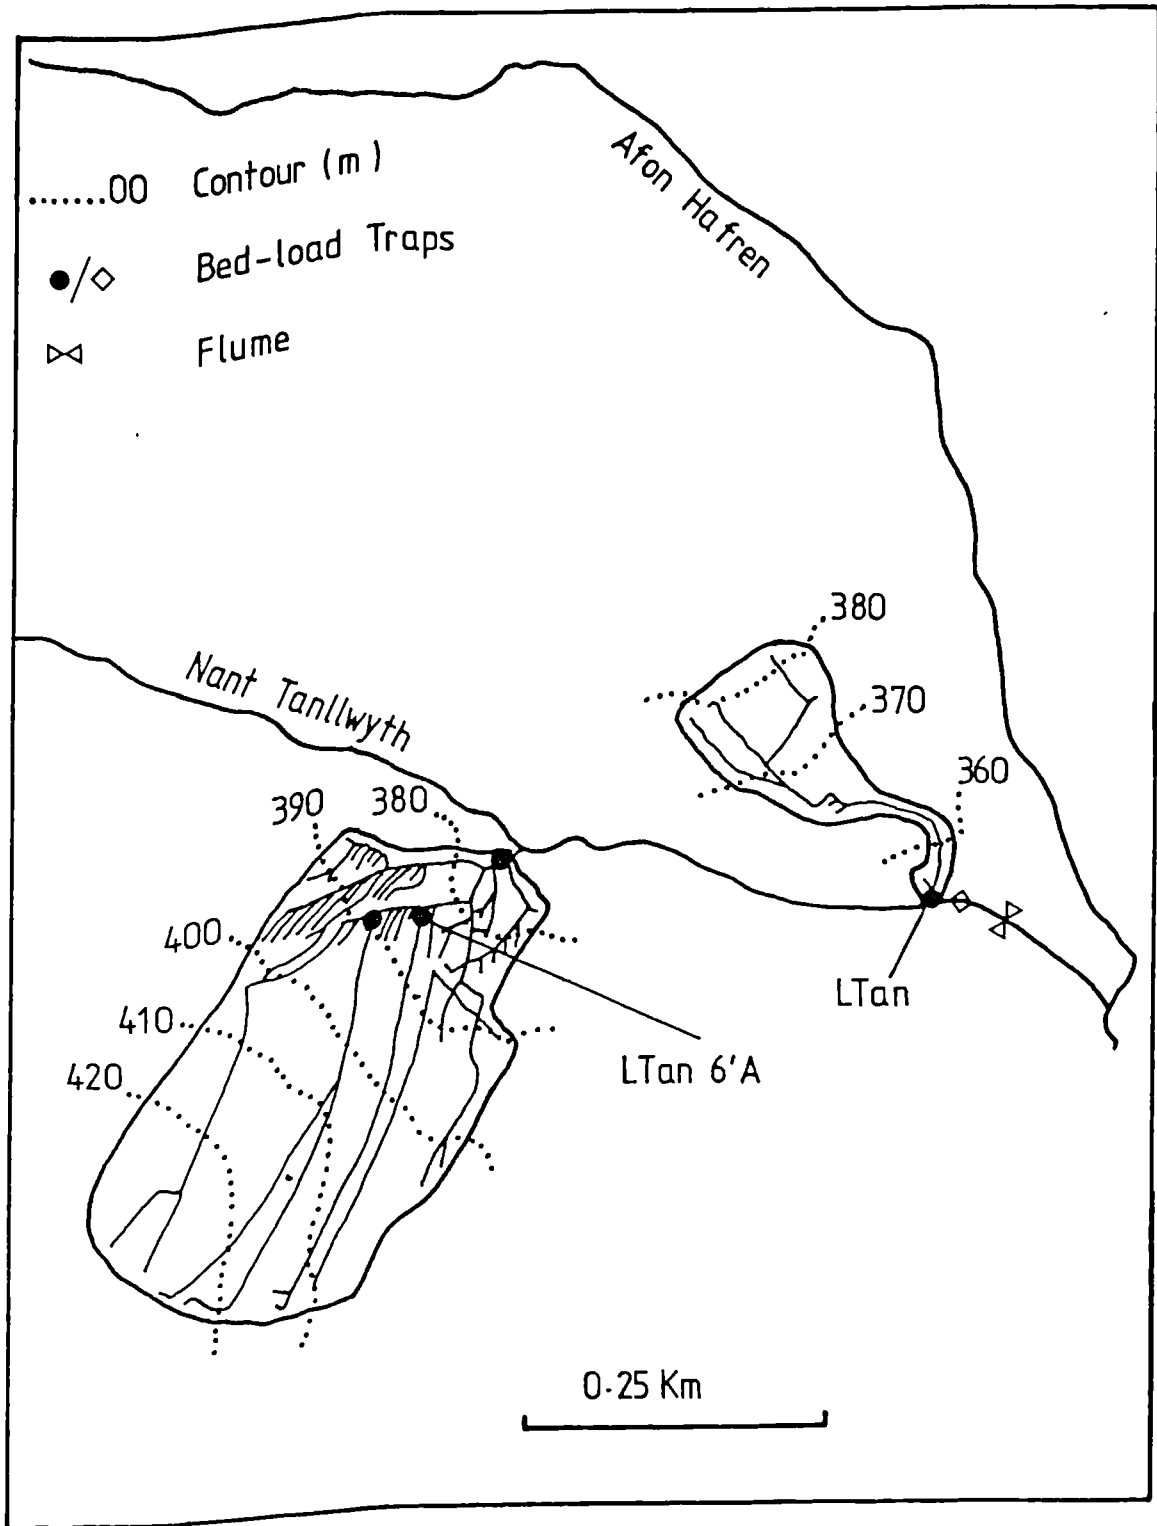 .......00 Contour (m)
Bed-load Traps
Flume
Afon Hafren
Nant Tanllwyth
380
370
360
390
380
400
410
420
LTan
LTan 6'A
0·25 Km